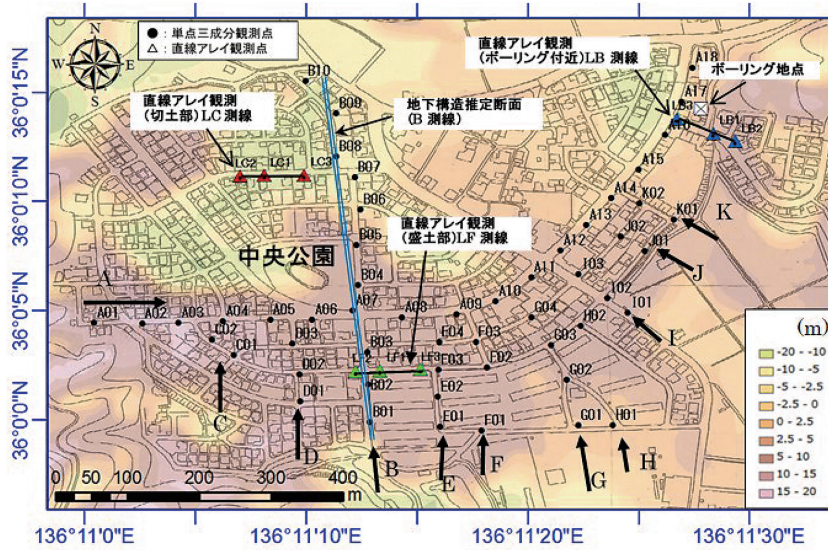 ●：単点三成分観測点
△：直線アレイ観測点
N
W
E
S
直線アレイ観測
(ボーリング付近)LB 測線
ボーリング地点
直線アレイ観測
(切土部)LC 測線
地下構造推定断面
(B 測線)
直線アレイ観測
(盛土部)LF 測線
中央公園
B10
B09
B08
B07
B06
B05
B04
B03
B02
B01
LC2
LC1
LC3
A18
A17
LB3
LB1
LB2
A16
A15
A14
K02
K01
K
A13
J02
J01
J
A12
I03
A11
I02
I01
I
A10
A09
A08
A07
A06
A05
A04
A03
A02
A01
A
C02
C01
C
D03
D02
D01
D
LF2
LF1
LF3
E04
E03
E02
E01
E
F03
F02
F01
F
G04
G03
G02
G01
G
H02
H01
H
B
36°0'15"N
36°0'10"N
36°0'5"N
36°0'0"N
0 50 100 200 300 400
m
136°11'0"E
136°11'10"E
136°11'20"E
136°11'30"E
(m)
-20 - -10
-10 - -5
-5 - -2.5
-2.5 - 0
0 - 2.5
2.5 - 5
5 - 10
10 - 15
15 - 20